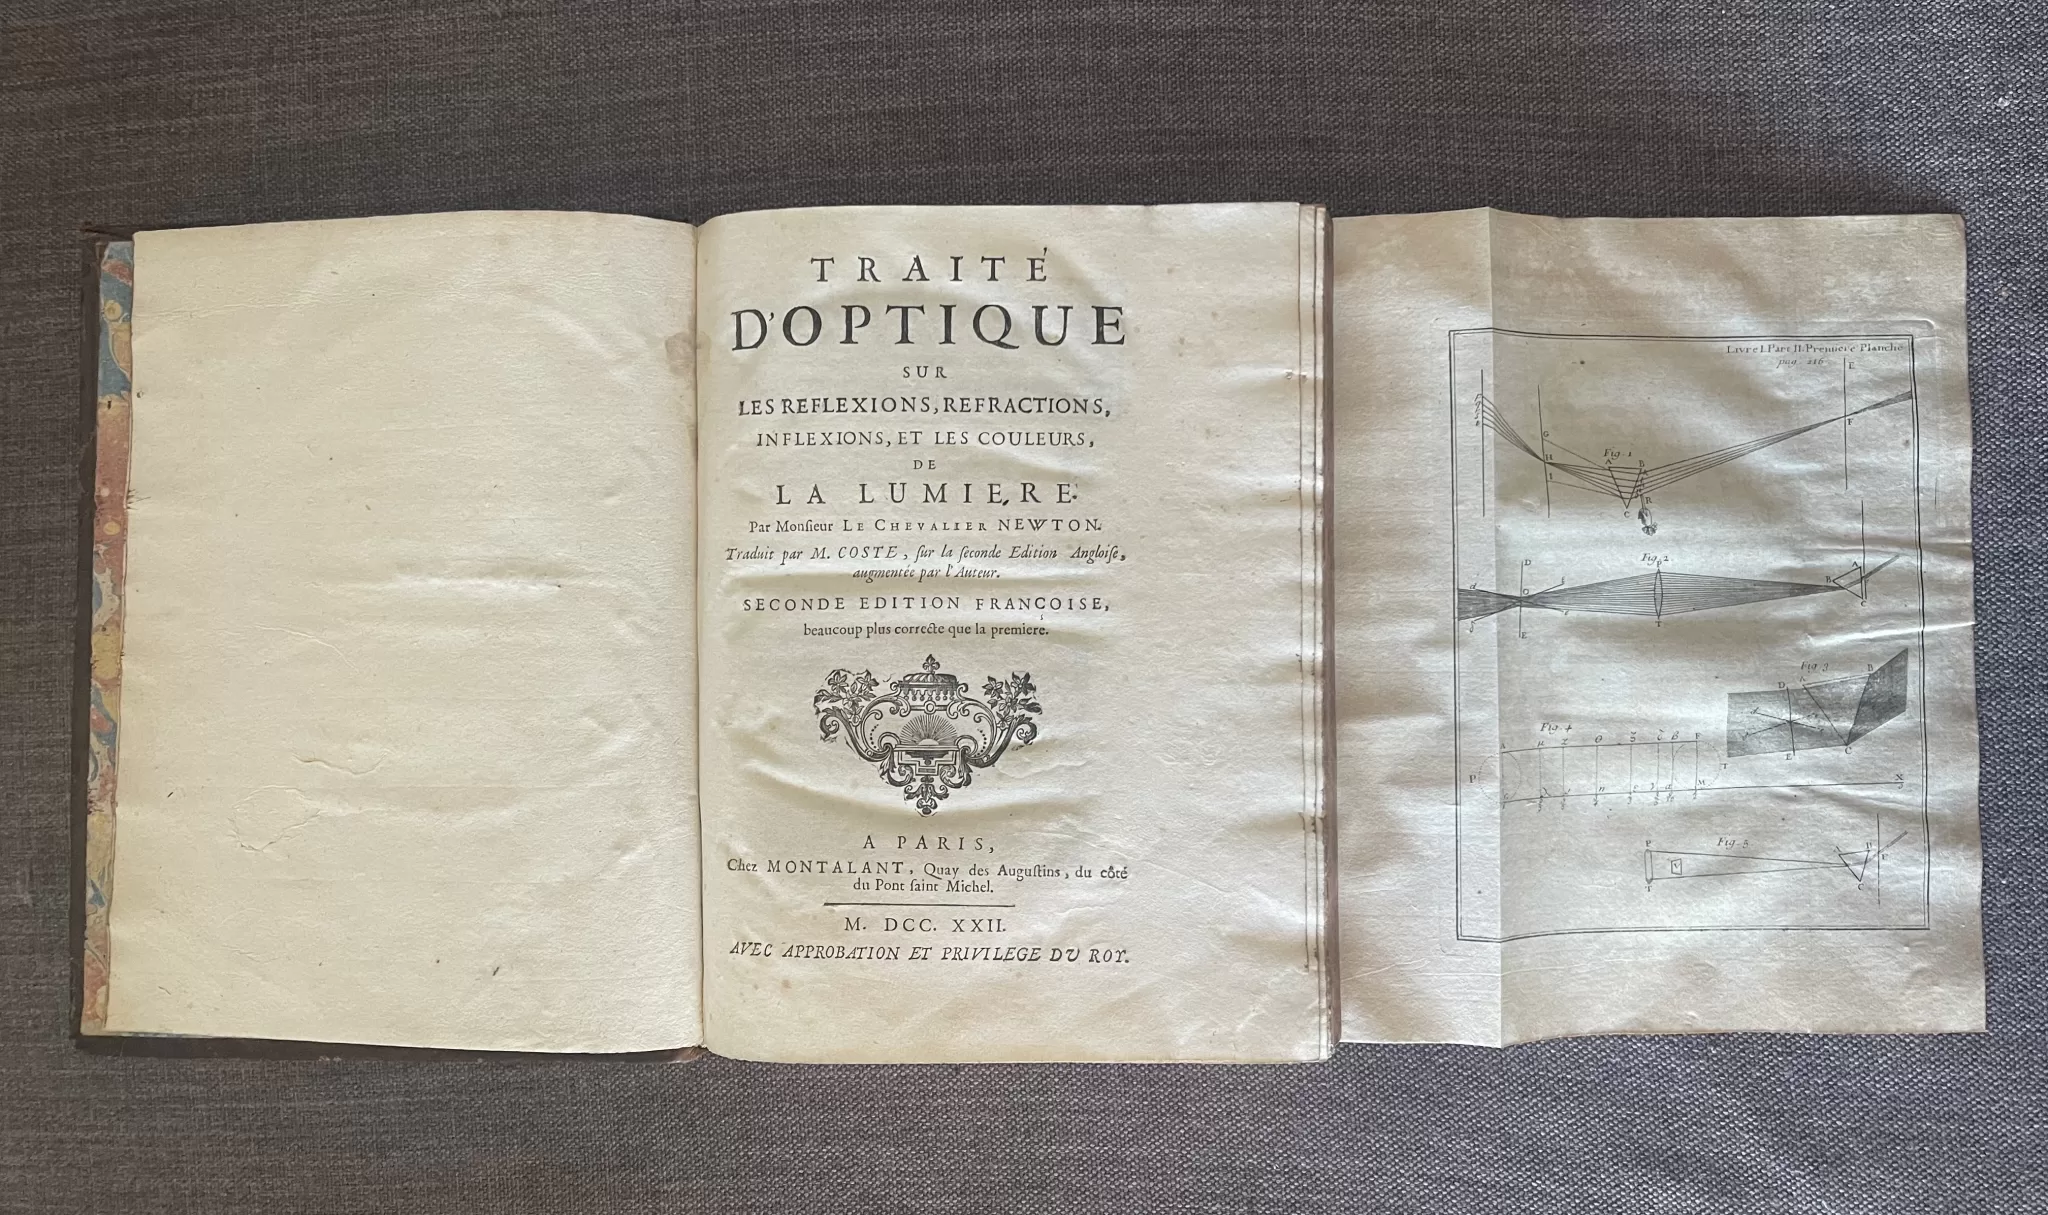 TRAITÉ
D'OPTIQUE
SUR
LES REFLEXIONS, REFRACTIONS,
INFLEXIONS, ET LES COULEURS,
DE
LA LUMIERE.
Par Monſieur LE CHEVALIER NEWTON.
Traduit par M. COSTE, ſur la ſeconde Edition Angloiſe,
augmentée par l'Auteur.
SECONDE EDITION FRANÇOISE,
beaucoup plus correcte que la premiere.
A PARIS,
Chez MONTALANT, Quay des Auguſtins, du côté
du Pont ſaint Michel.
M. DCC. XXII.
AVEC APPROBATION ET PRIVILEGE DU ROY.
Livre I. Part II. Premiere Planche
pag. 216
E
F
G
H
I
Fig. 1
A
B
R
C
Fig. 2
D
O
E
P
T
B
A
C
Fig. 3
D
A
B
E
C
T
Fig. 4
P
F
M
X
Fig. 5
P
T
V
A
B
C
F